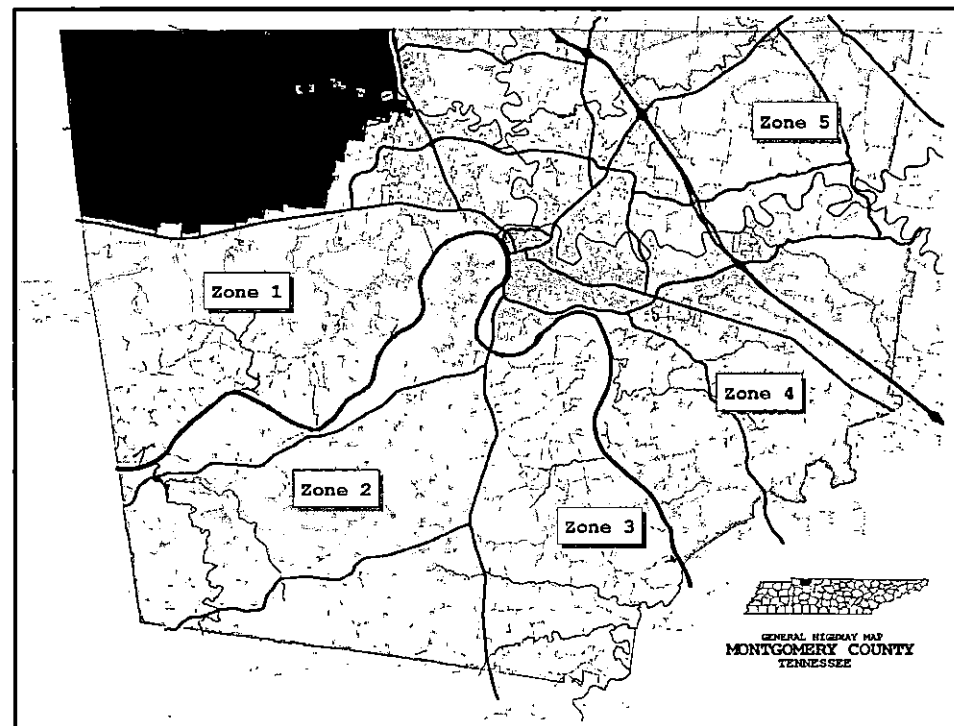 Zone 5
Zone 1
Zone 4
Zone 2
Zone 3
GENERAL HIGHWAY MAP
MONTGOMERY COUNTY
TENNESSEE